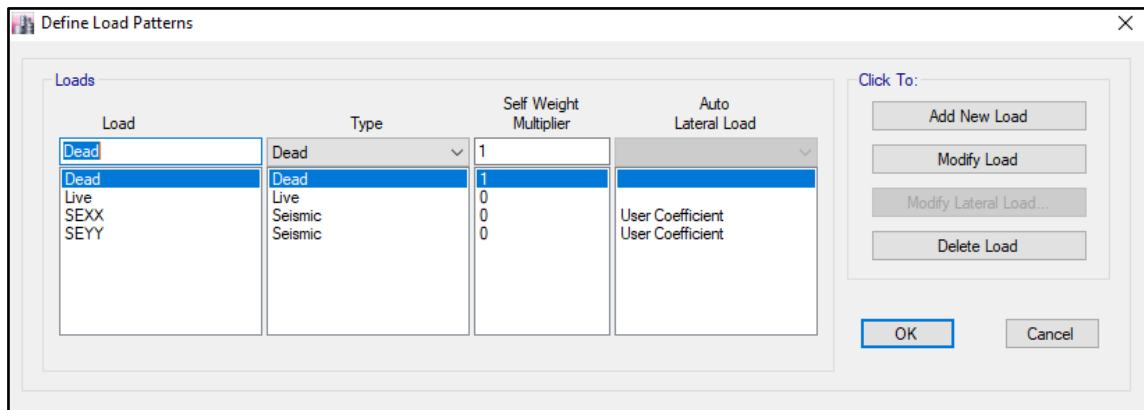 Define Load Patterns
Loads
Load Type Self Weight Multiplier Auto Lateral Load
Dead Dead 1
Dead Dead 1
Live Live 0
SEXX Seismic 0 User Coefficient
SEYY Seismic 0 User Coefficient
Click To:
Add New Load
Modify Load
Modify Lateral Load...
Delete Load
OK Cancel